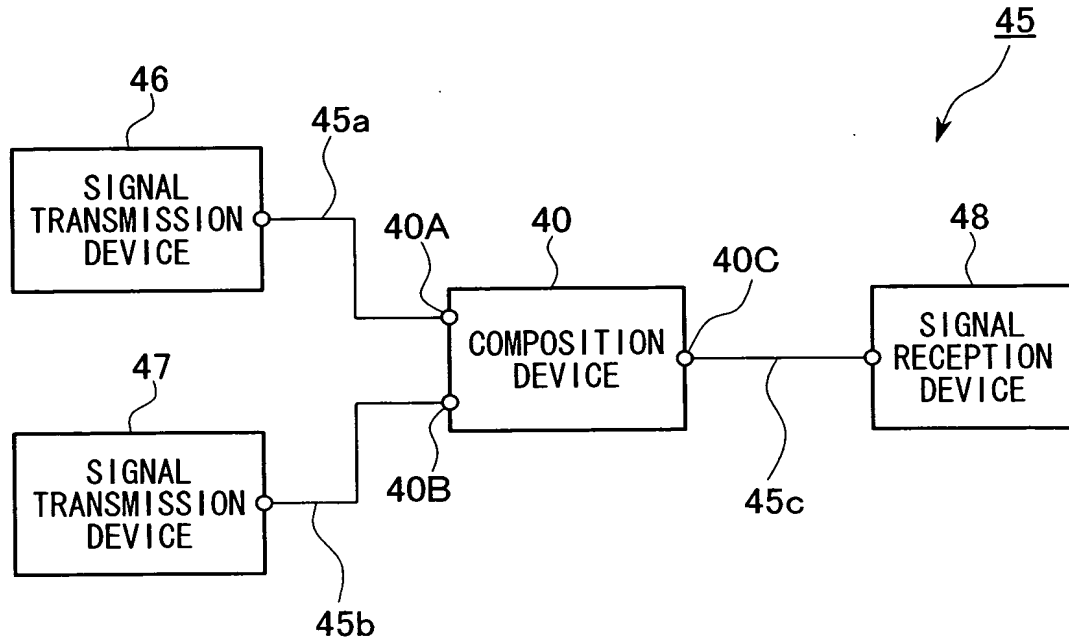 45
46
45a
SIGNAL
TRANSMISSION
DEVICE
40A
40
40C
48
COMPOSITION
DEVICE
SIGNAL
RECEPTION
DEVICE
47
SIGNAL
TRANSMISSION
DEVICE
40B
45c
45b